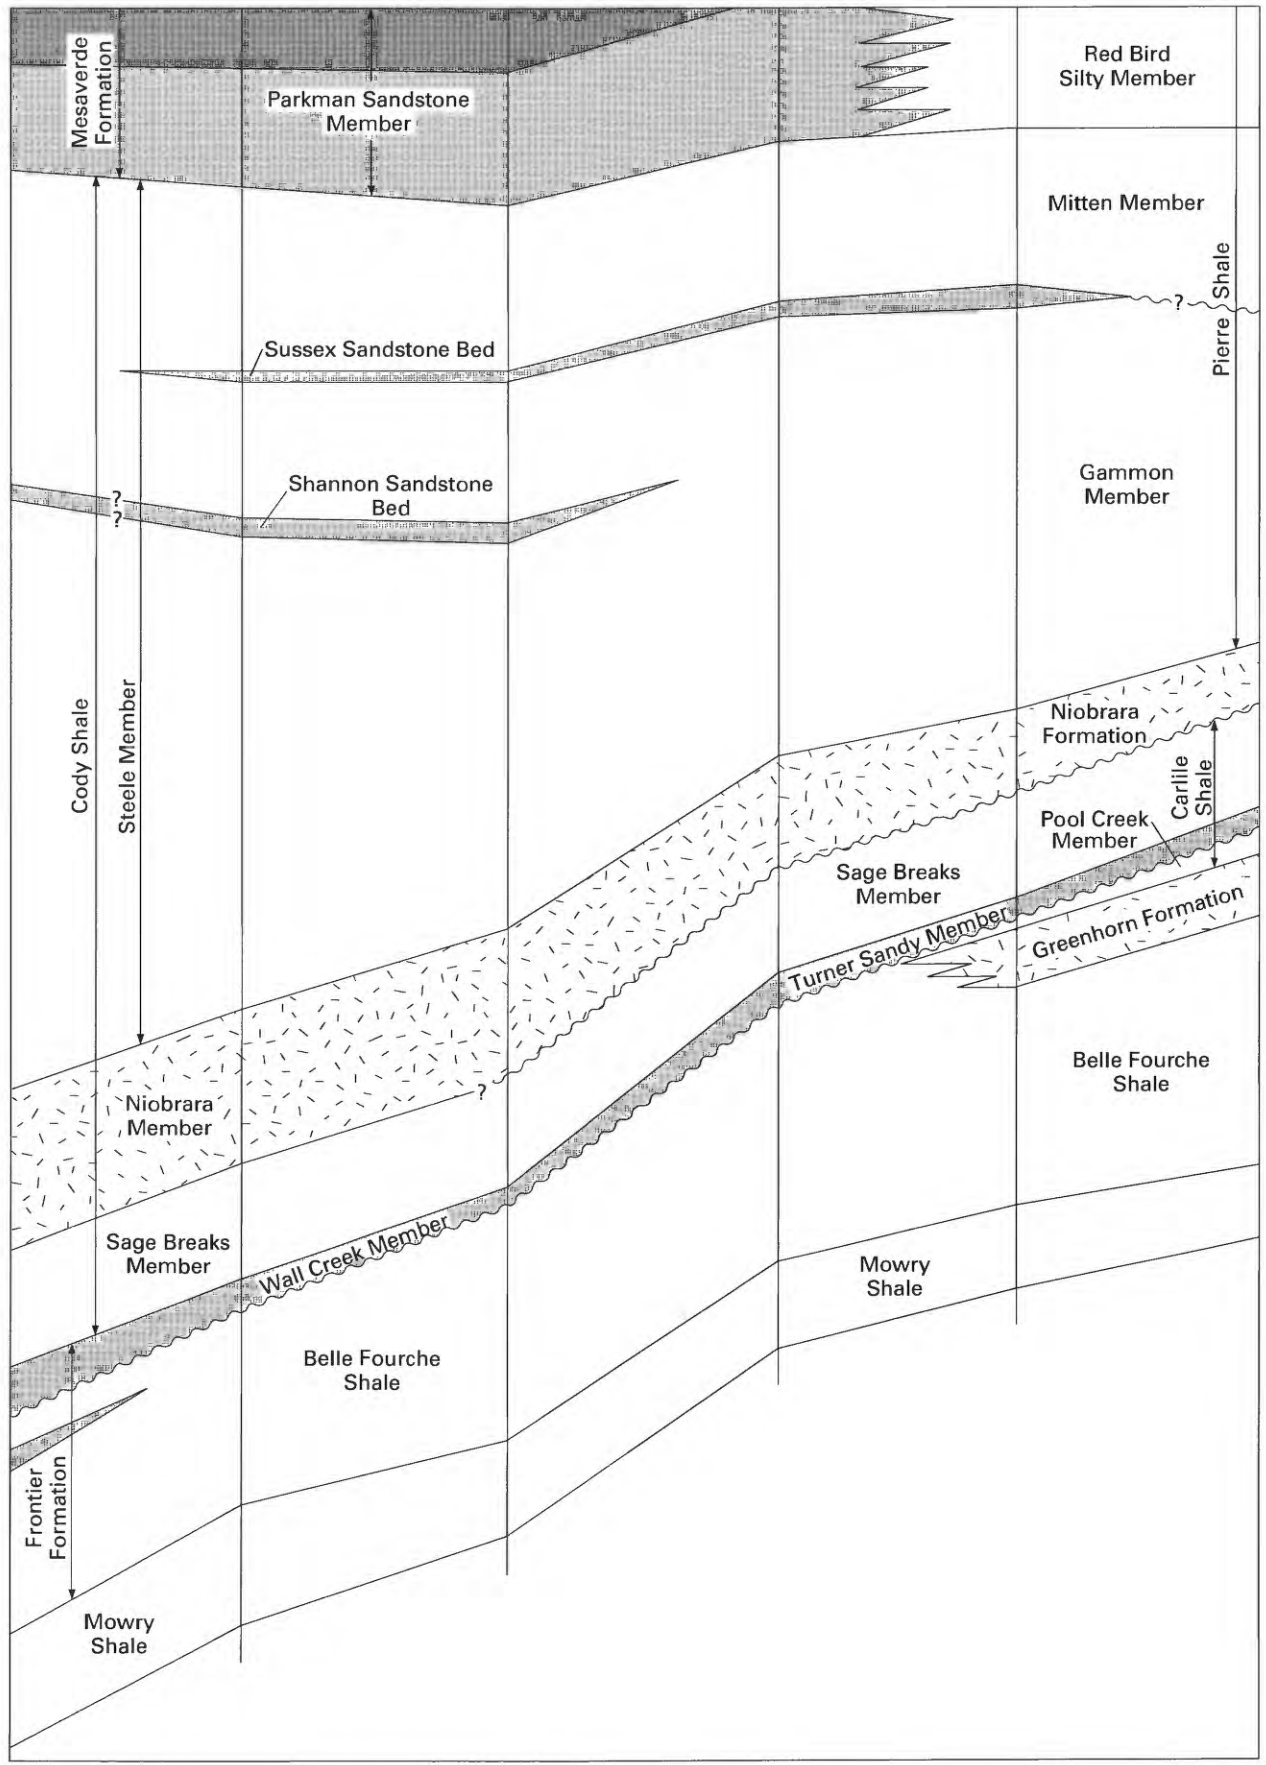 Mesaverde
Formation
Parkman Sandstone
Member
Red Bird
Silty Member
Mitten Member
Pierre Shale
?
Sussex Sandstone Bed
Shannon Sandstone
Bed
?
?
Gammon
Member
Cody Shale
Steele Member
Niobrara
Formation
Carlile
Shale
Pool Creek
Member
Sage Breaks
Member
Turner Sandy Member
Greenhorn Formation
Belle Fourche
Shale
Niobrara
Member
?
Sage Breaks
Member
Wall Creek Member
Mowry
Shale
Belle Fourche
Shale
Frontier
Formation
Mowry
Shale